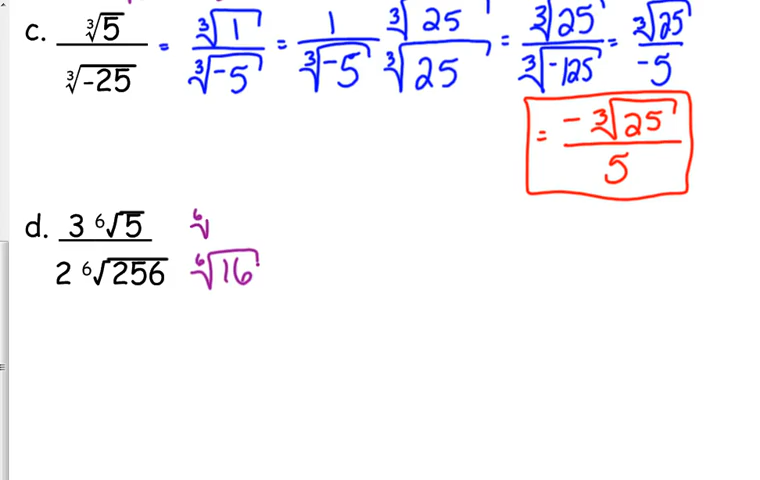 c. ∛5 / ∛-25 = ∛1 / ∛-5 = 1 / ∛-5 ∛25 / ∛25 = ∛25 / ∛-125 = ∛25 / -5
= -∛25 / 5
d. 3 ⁶√5 / 2 ⁶√256 ⁶√ / ⁶√16